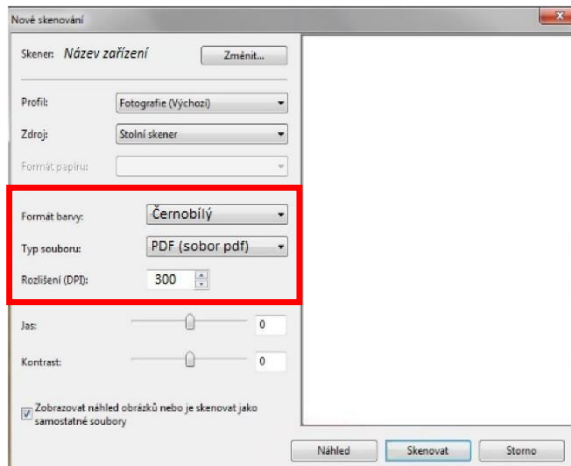 Nové skenování
Skener: Název zařízení Změnit...
Profil: Fotografie (Výchozí)
Zdroj: Stolní skener
Formát papíru:
Formát barvy: Černobílý
Typ souboru: PDF (sobor pdf)
Rozlišení (DPI): 300
Jas: 0
Kontrast: 0
Zobrazovat náhled obrázků nebo je skenovat jako
samostatné soubory
Náhled Skenovat Storno